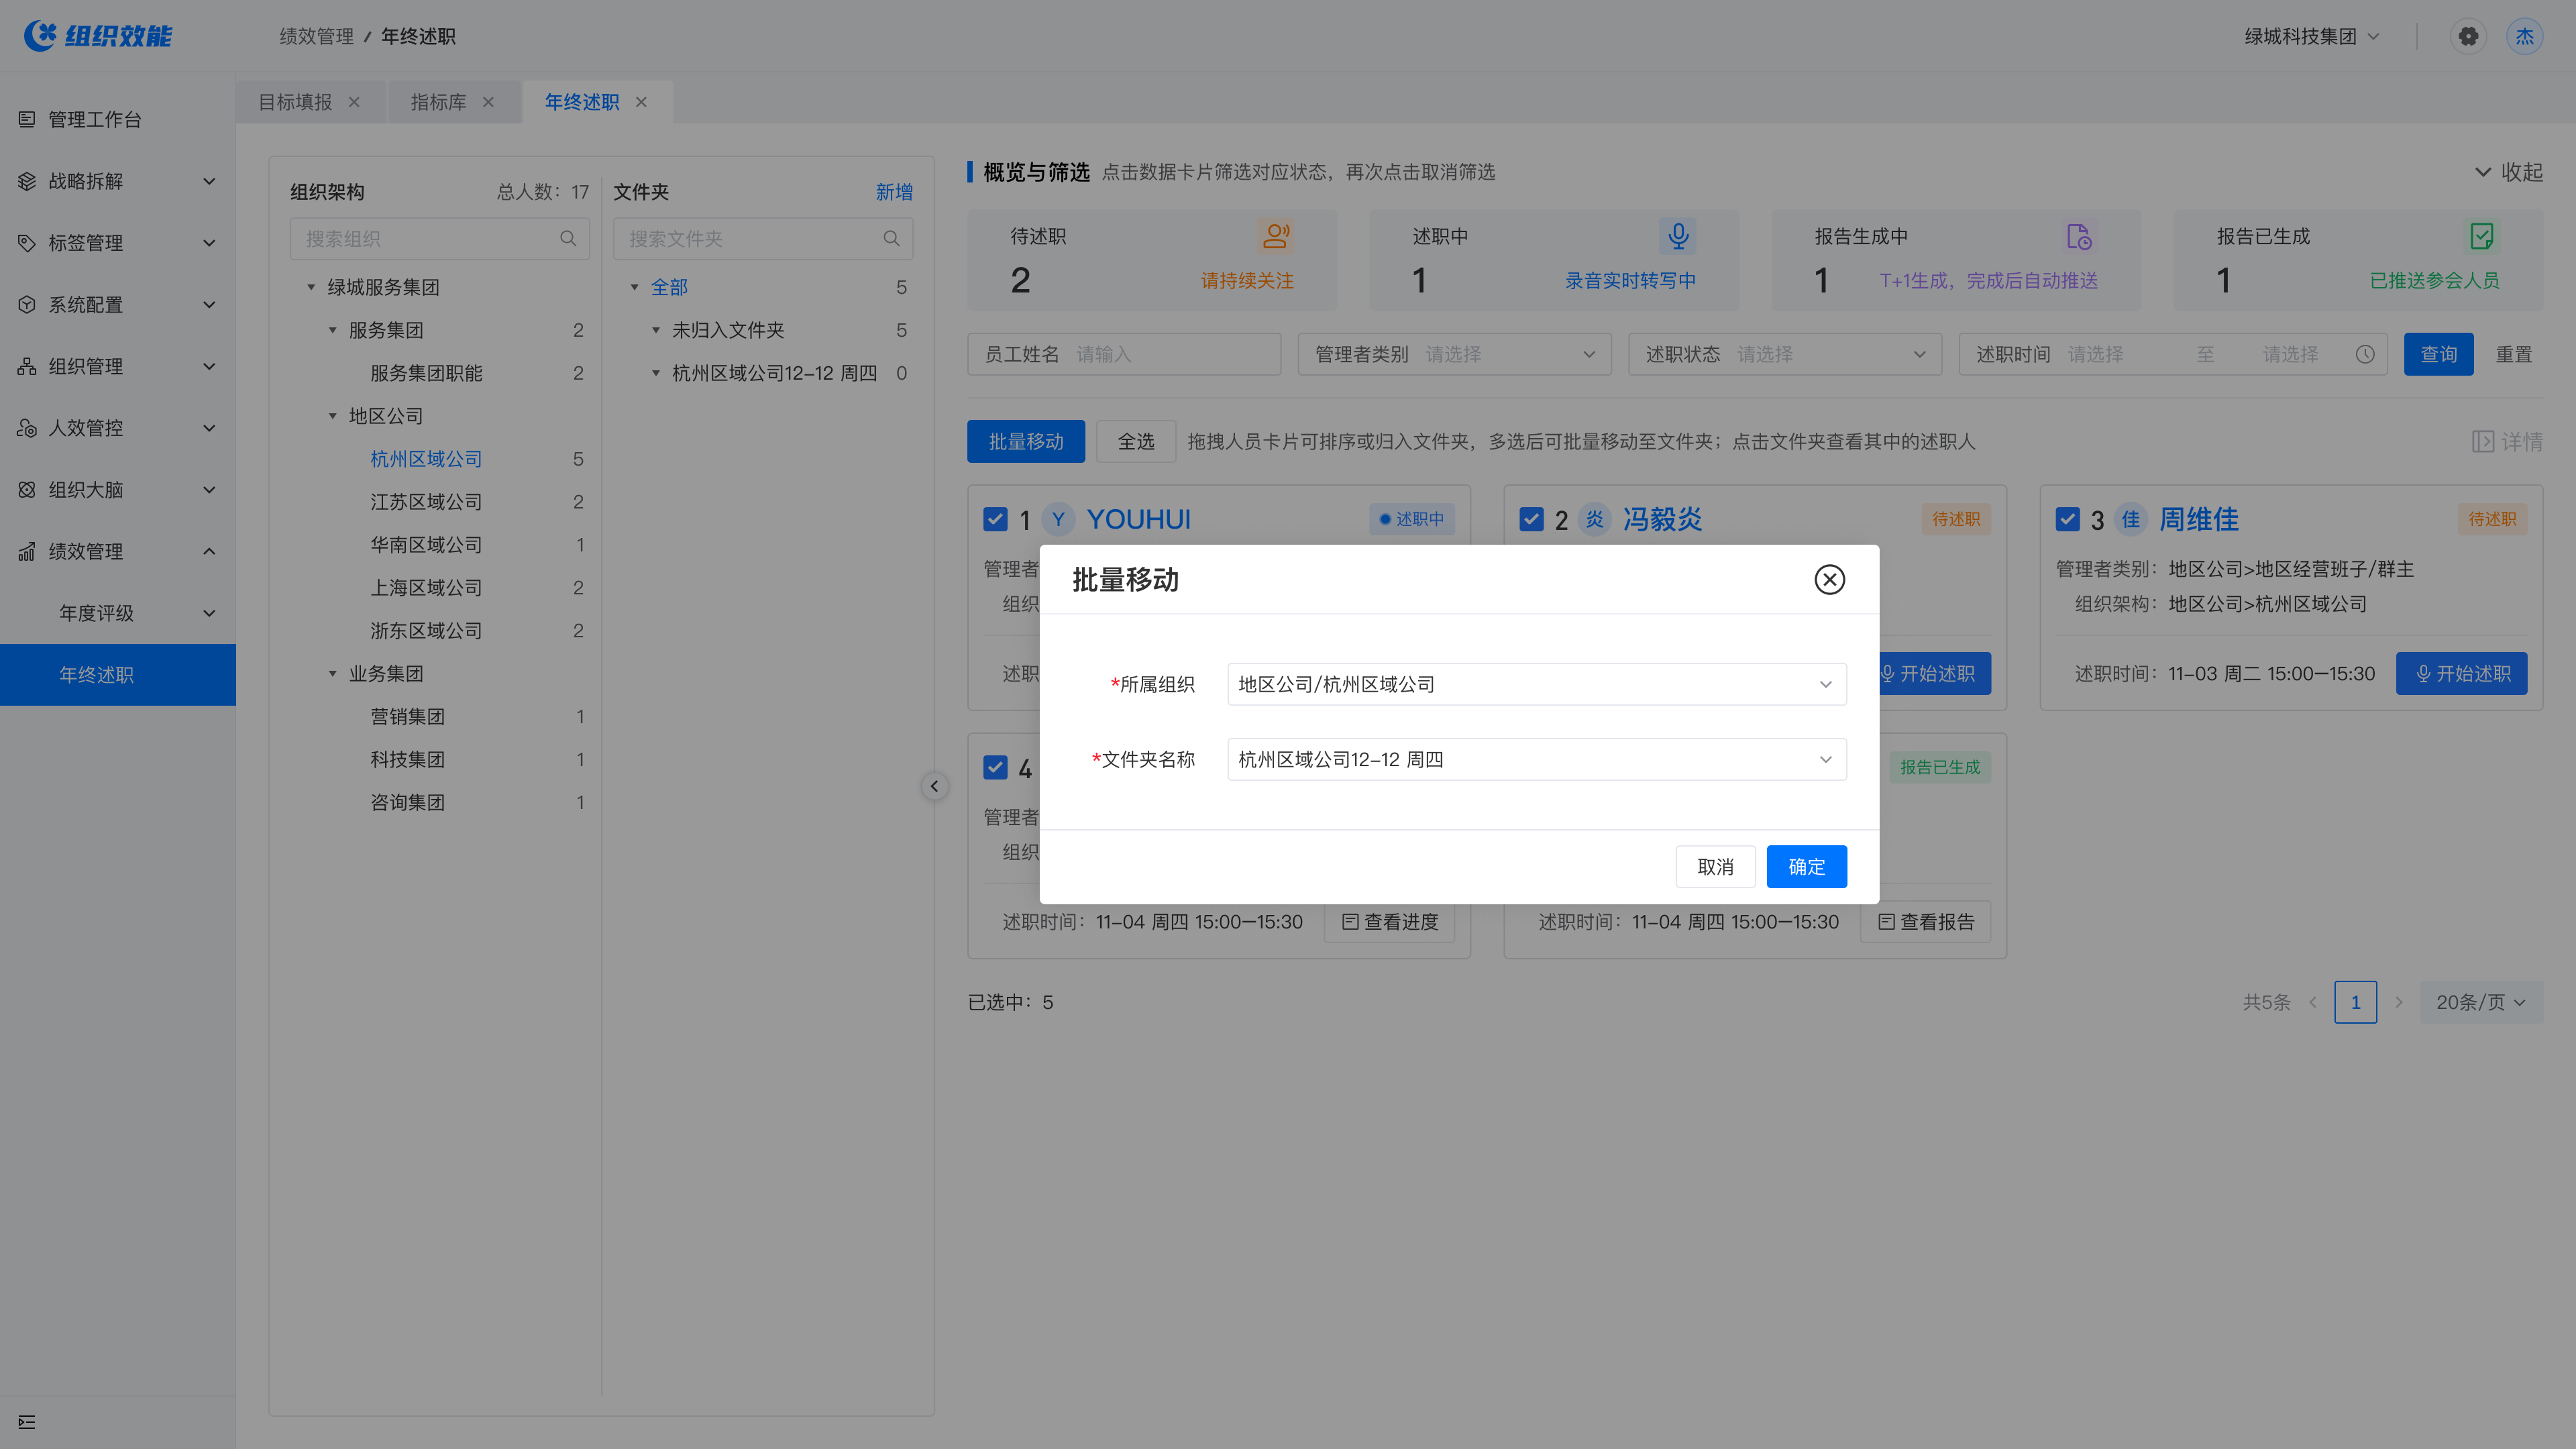 组织效能
绩效管理 / 年终述职
绿城科技集团
杰
目标填报
指标库
年终述职
管理工作台
战略拆解
标签管理
系统配置
组织管理
人效管控
组织大脑
绩效管理
年度评级
年终述职
组织架构 总人数：17
搜索组织
绿城服务集团
服务集团 2
服务集团职能 2
地区公司
杭州区域公司 5
江苏区域公司 2
华南区域公司 1
上海区域公司 2
浙东区域公司 2
业务集团
营销集团 1
科技集团 1
咨询集团 1
文件夹 新增
搜索文件夹
全部 5
未归入文件夹 5
杭州区域公司12-12 周四 0
概览与筛选 点击数据卡片筛选对应状态，再次点击取消筛选 收起
待述职
2 请持续关注
述职中
1 录音实时转写中
报告生成中
1 T+1生成，完成后自动推送
报告已生成
1 已推送参会人员
员工姓名 请输入 管理者类别 请选择 述职状态 请选择 述职时间 请选择 至 请选择 查询 重置
批量移动 全选 拖拽人员卡片可排序或归入文件夹，多选后可批量移动至文件夹；点击文件夹查看其中的述职人 详情
1 Y YOUHUI 述职中
管理者
组织
述职
2 炎 冯毅炎 待述职
开始述职
3 佳 周维佳 待述职
管理者类别：地区公司>地区经营班子/群主
组织架构：地区公司>杭州区域公司
述职时间：11-03 周二 15:00—15:30 开始述职
批量移动
*所属组织 地区公司/杭州区域公司
*文件夹名称 杭州区域公司12-12 周四
取消 确定
4
管理者
组织
述职时间：11-04 周四 15:00—15:30 查看进度
报告已生成
述职时间：11-04 周四 15:00—15:30 查看报告
已选中：5
共5条 1 20条/页